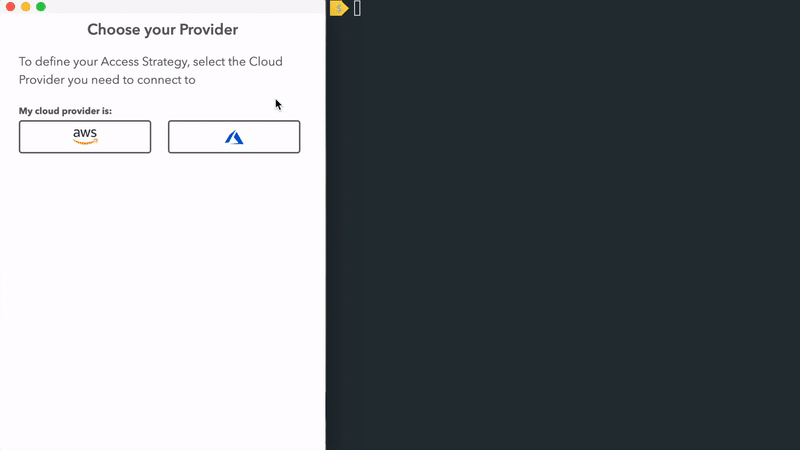 Choose your Provider
$
To define your Access Strategy, select the Cloud
Provider you need to connect to
My cloud provider is:
aws